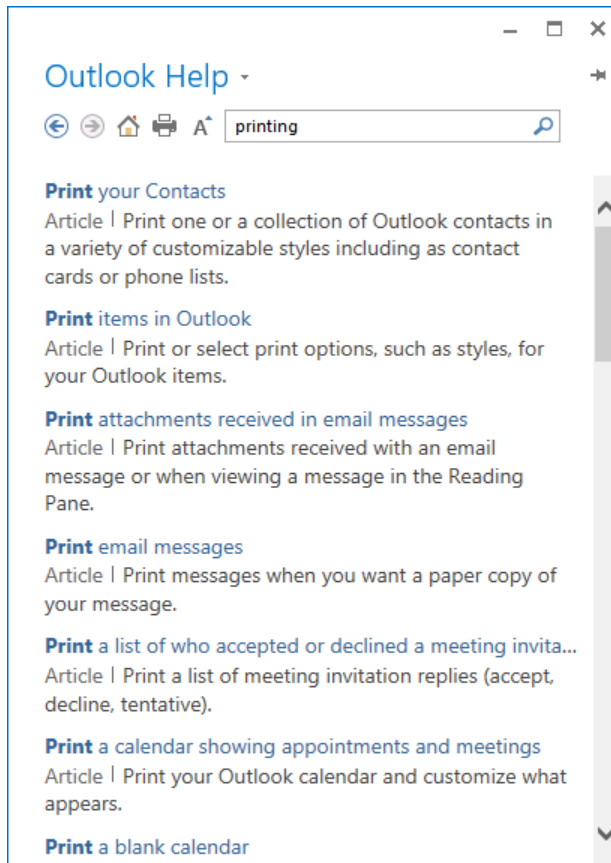 Outlook Help
A
printing
Print your Contacts
Article | Print one or a collection of Outlook contacts in
a variety of customizable styles including as contact
cards or phone lists.
Print items in Outlook
Article | Print or select print options, such as styles, for
your Outlook items.
Print attachments received in email messages
Article | Print attachments received with an email
message or when viewing a message in the Reading
Pane.
Print email messages
Article | Print messages when you want a paper copy of
your message.
Print a list of who accepted or declined a meeting invita...
Article | Print a list of meeting invitation replies (accept,
decline, tentative).
Print a calendar showing appointments and meetings
Article | Print your Outlook calendar and customize what
appears.
Print a blank calendar